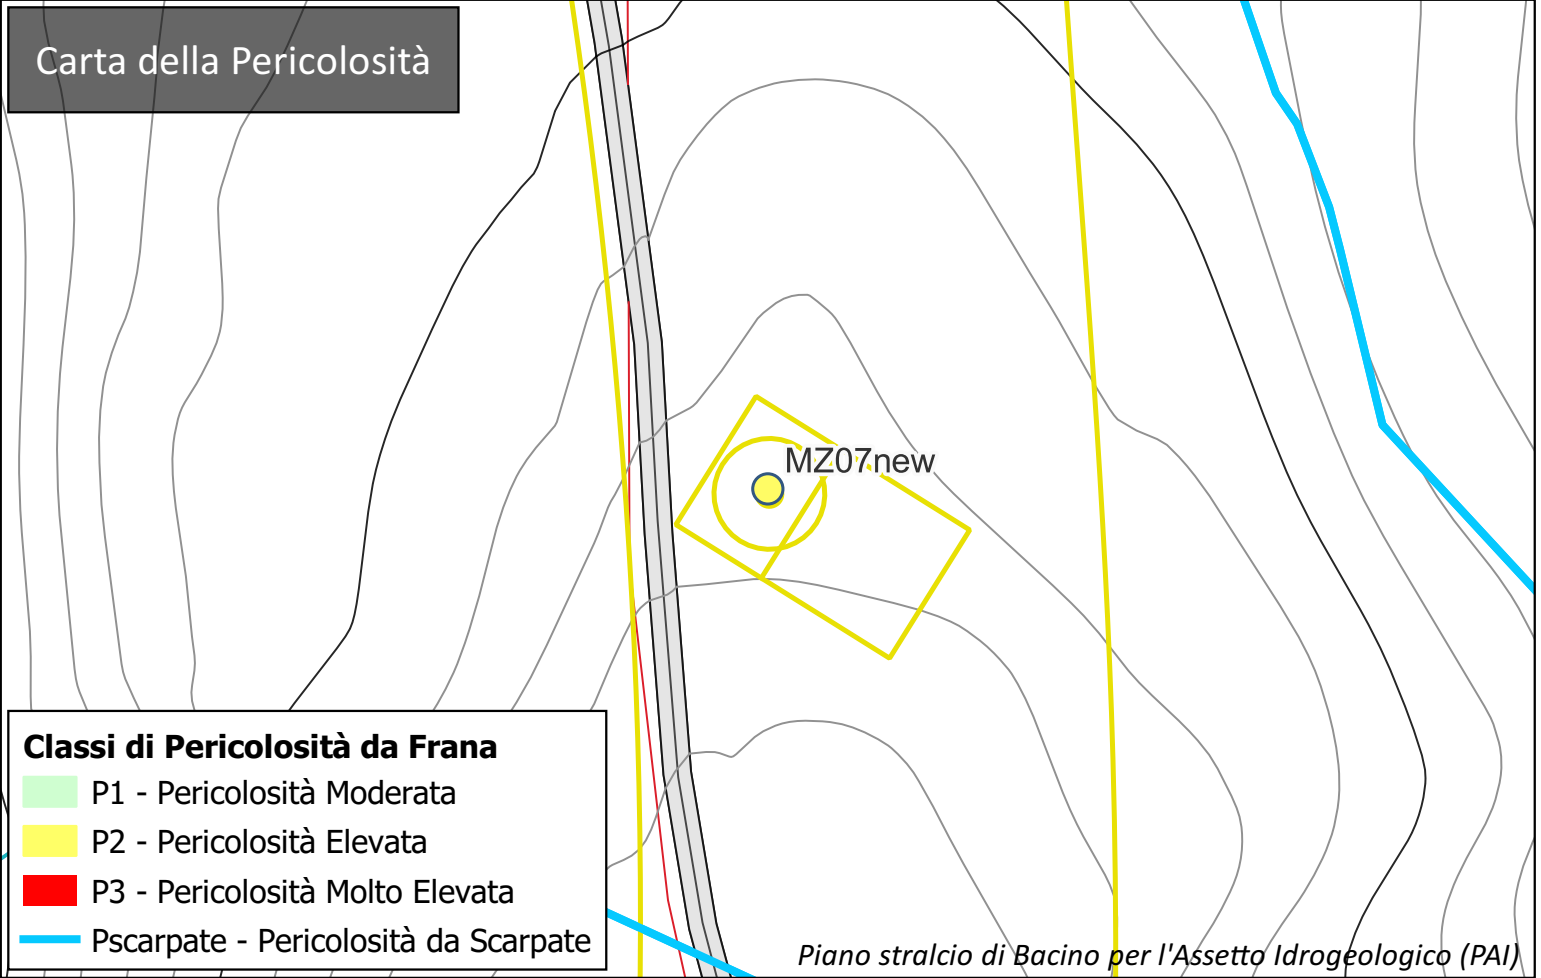 Carta della Pericolosità
MZ07new
Classi di Pericolosità da Frana
P1 - Pericolosità Moderata
P2 - Pericolosità Elevata
P3 - Pericolosità Molto Elevata
Pscarpate - Pericolosità da Scarpate
Piano stralcio di Bacino per l'Assetto Idrogeologico (PAI)